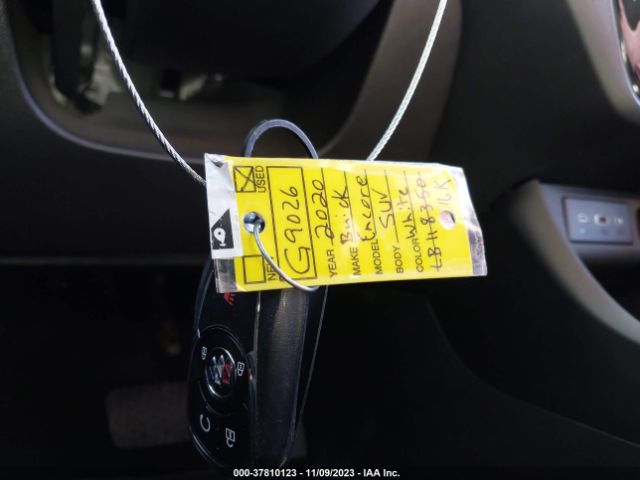 USED
G9026
YEAR 2020
MAKE Buick
MODEL Encore
BODY SUV
COLOR White
16K
000-37810123 - 11/09/2023 - IAA Inc.